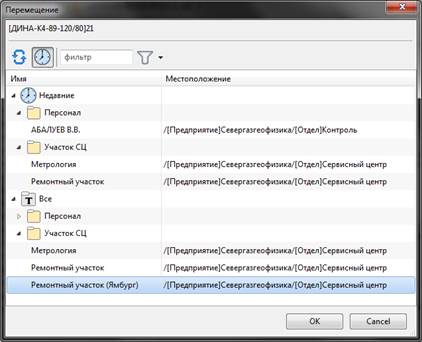 Перемещение
[ДИНА-К4-89-120/80]21
фильтр
Имя Местоположение
Недавние
Персонал
АБАЛУЕВ В.В. /[Предприятие]Севергазгеофизика/[Отдел]Контроль
Участок СЦ
Метрология /[Предприятие]Севергазгеофизика/[Отдел]Сервисный центр
Ремонтный участок /[Предприятие]Севергазгеофизика/[Отдел]Сервисный центр
Все
Персонал
Участок СЦ
Метрология /[Предприятие]Севергазгеофизика/[Отдел]Сервисный центр
Ремонтный участок /[Предприятие]Севергазгеофизика/[Отдел]Сервисный центр
Ремонтный участок (Ямбург) /[Предприятие]Севергазгеофизика/[Отдел]Сервисный центр
OK Cancel